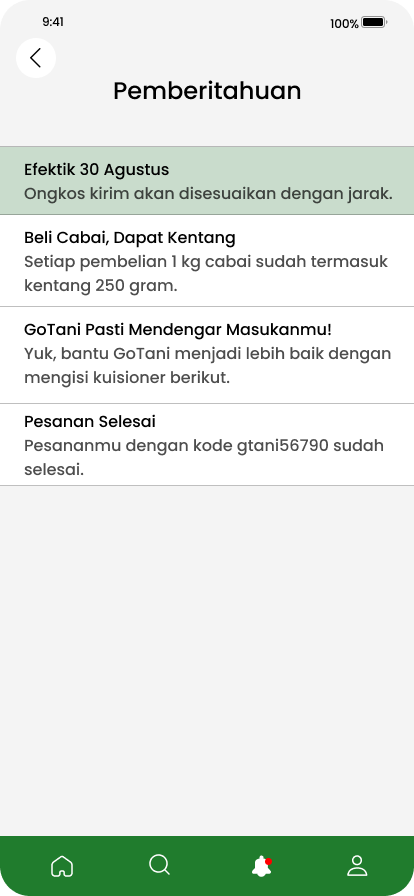 9:41
100%
Pemberitahuan
Efektik 30 Agustus
Ongkos kirim akan disesuaikan dengan jarak.
Beli Cabai, Dapat Kentang
Setiap pembelian 1 kg cabai sudah termasuk
kentang 250 gram.
GoTani Pasti Mendengar Masukanmu!
Yuk, bantu GoTani menjadi lebih baik dengan
mengisi kuisioner berikut.
Pesanan Selesai
Pesananmu dengan kode gtani56790 sudah
selesai.